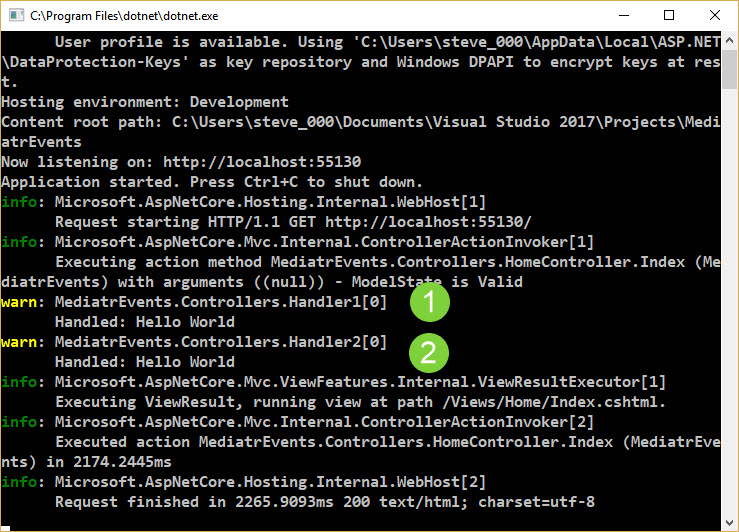 C:\Program Files\dotnet\dotnet.exe
User profile is available. Using 'C:\Users\steve_000\AppData\Local\ASP.NET
\DataProtection-Keys' as key repository and Windows DPAPI to encrypt keys at res
t.
Hosting environment: Development
Content root path: C:\Users\steve_000\Documents\Visual Studio 2017\Projects\Medi
atrEvents
Now listening on: http://localhost:55130
Application started. Press Ctrl+C to shut down.
info: Microsoft.AspNetCore.Hosting.Internal.WebHost[1]
Request starting HTTP/1.1 GET http://localhost:55130/
info: Microsoft.AspNetCore.Mvc.Internal.ControllerActionInvoker[1]
Executing action method MediatrEvents.Controllers.HomeController.Index (Me
diatrEvents) with arguments ((null)) - ModelState is Valid
warn: MediatrEvents.Controllers.Handler1[0] 1
Handled: Hello World
warn: MediatrEvents.Controllers.Handler2[0] 2
Handled: Hello World
info: Microsoft.AspNetCore.Mvc.ViewFeatures.Internal.ViewResultExecutor[1]
Executing ViewResult, running view at path /Views/Home/Index.cshtml.
info: Microsoft.AspNetCore.Mvc.Internal.ControllerActionInvoker[2]
Executed action MediatrEvents.Controllers.HomeController.Index (MediatrEve
nts) in 2174.2445ms
info: Microsoft.AspNetCore.Hosting.Internal.WebHost[2]
Request finished in 2265.9093ms 200 text/html; charset=utf-8